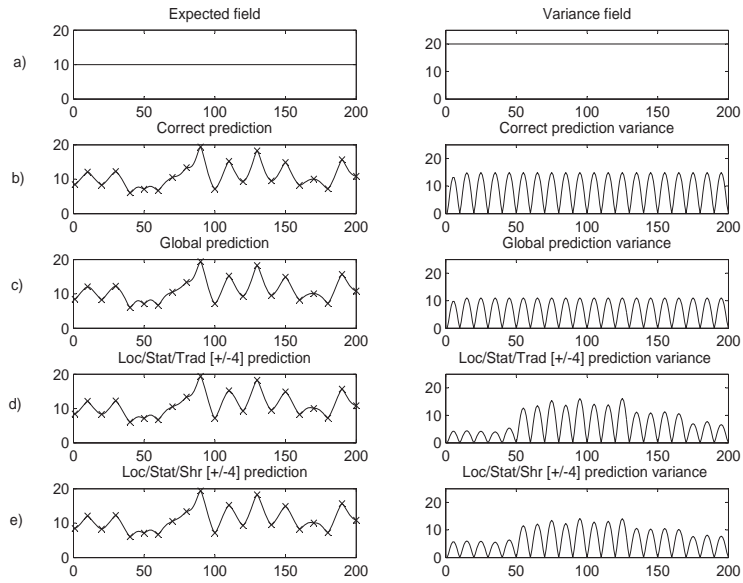 Expected field
Variance field
a)
20
10
0
0 50 100 150 200
20
10
0
0 50 100 150 200
Correct prediction
Correct prediction variance
b)
20
10
0
0 50 100 150 200
20
10
0
0 50 100 150 200
Global prediction
Global prediction variance
c)
20
10
0
0 50 100 150 200
20
10
0
0 50 100 150 200
Loc/Stat/Trad [+/-4] prediction
Loc/Stat/Trad [+/-4] prediction variance
d)
20
10
0
0 50 100 150 200
20
10
0
0 50 100 150 200
Loc/Stat/Shr [+/-4] prediction
Loc/Stat/Shr [+/-4] prediction variance
e)
20
10
0
0 50 100 150 200
20
10
0
0 50 100 150 200